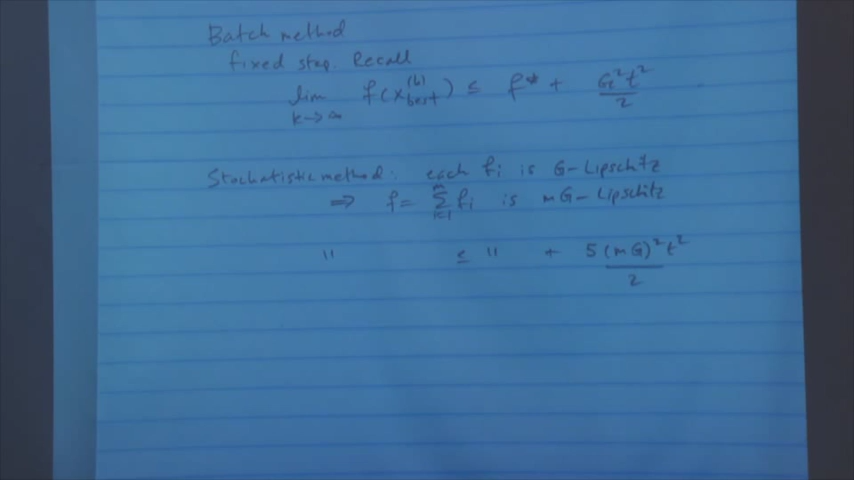 Batch method
fixed step. Recall
lim f(x_best^(k)) ≤ f* + G²t²/2
k→∞
Stochatistic method: each fi is G-Lipschitz
⇒ f = Σ_{i=1}^m fi is mG-Lipschitz
" ≤ " + 5(mG)²t²/2